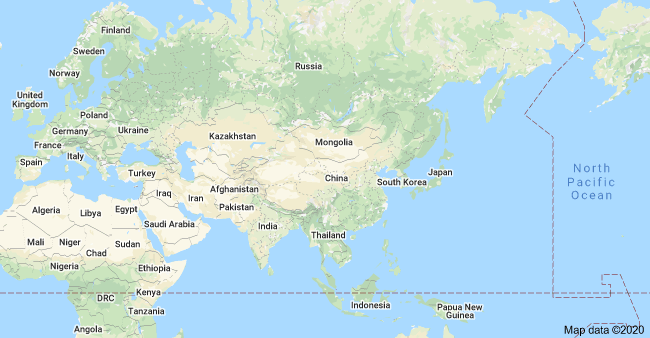 Finland
Sweden
Russia
Norway
United
Kingdom
Poland
Germany
Ukraine
France
Kazakhstan
Mongolia
Italy
Spain
Turkey
Japan
China
South Korea
North
Pacific
Ocean
Afghanistan
Iraq
Iran
Pakistan
Algeria
Libya
Egypt
Saudi Arabia
India
Thailand
Mali
Niger
Sudan
Chad
Nigeria
Ethiopia
DRC
Kenya
Indonesia
Papua New
Guinea
Tanzania
Angola
Map data ©2020